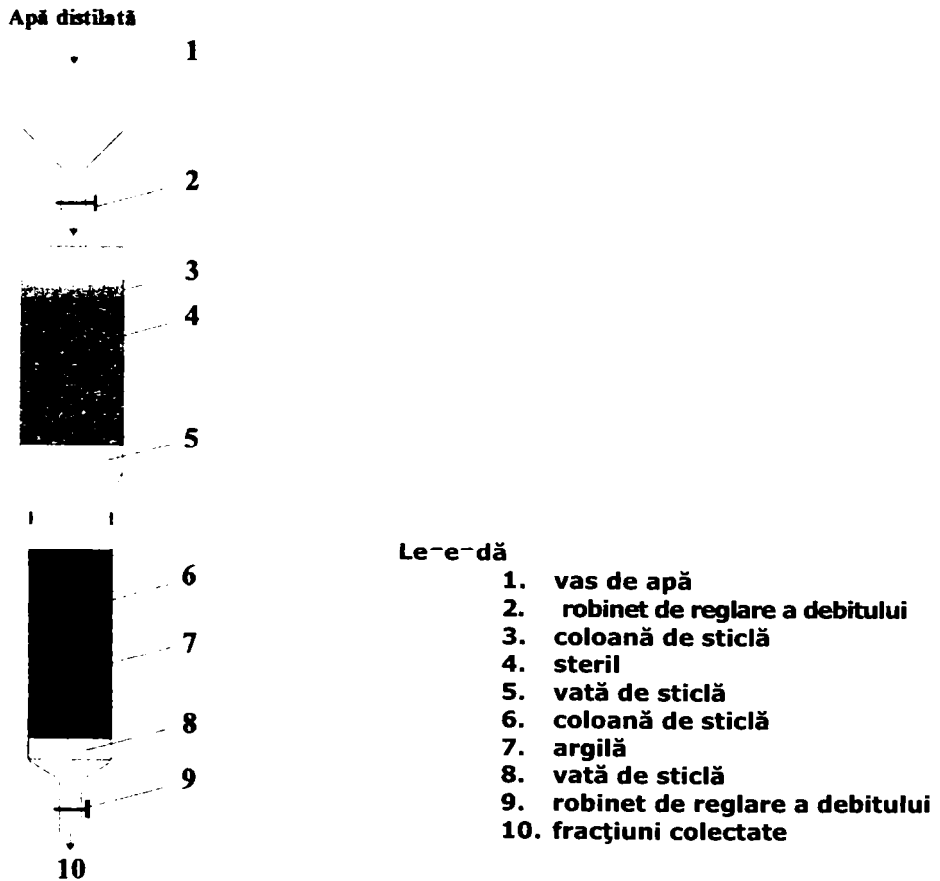 Apă distilată
1
2
3
4
5
6
7
8
9
10
1. vas de apă
2. robinet de reglare a debitului
3. coloană de sticlă
4. steril
5. vată de sticlă
6. coloană de sticlă
7. argilă
8. vată de sticlă
9. robinet de reglare a debitului
10. fracţiuni colectate